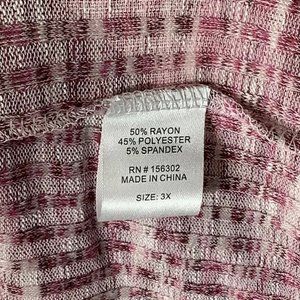 50% RAYON
45% POLYESTER
5% SPANDEX
RN # 156302
MADE IN CHINA
SIZE: 3X